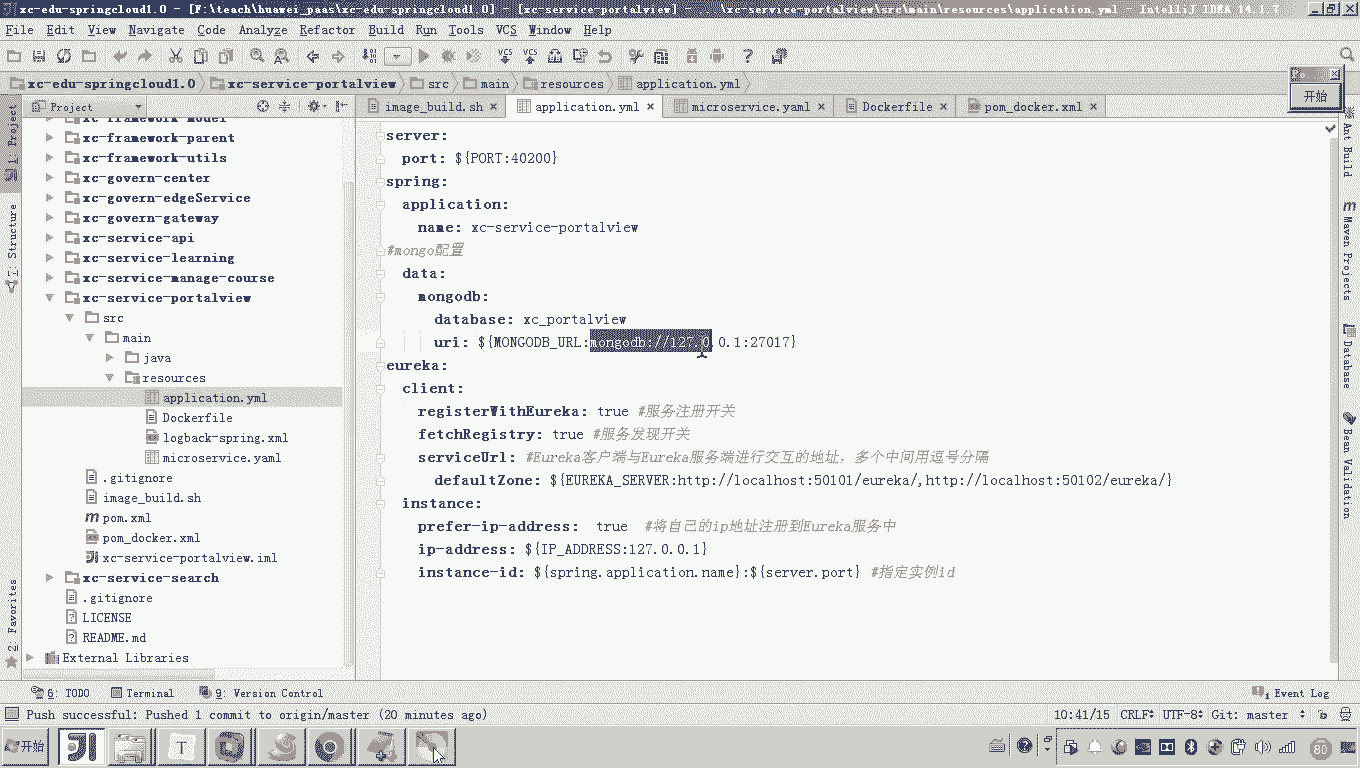 xc-edu-springcloud1.0 - [F:\teach\huawei_paas\xc-edu-springcloud1.0] - [xc-service-portalview] - ...\xc-service-portalview\src\main\resources\application.yml - IntelliJ IDEA 14.1.7
File Edit View Navigate Code Analyze Refactor Build Run Tools VCS Window Help
xc-edu-springcloud1.0 xc-service-portalview src main resources application.yml
开始
Project
image_build.sh application.yml microservice.yaml Dockerfile pom_docker.xml
xc-framework-model
xc-framework-parent
xc-framework-utils
xc-govern-center
xc-govern-edgeService
xc-govern-gateway
xc-service-api
xc-service-learning
xc-service-manage-course
xc-service-portalview
src
main
java
resources
application.yml
Dockerfile
logback-spring.xml
microservice.yaml
.gitignore
image_build.sh
pom.xml
pom_docker.xml
xc-service-portalview.iml
xc-service-search
.gitignore
LICENSE
README.md
External Libraries
server:
port: ${PORT:40200}
spring:
application:
name: xc-service-portalview
#mongo配置
data:
mongodb:
database: xc_portalview
uri: ${MONGODB_URL:mongodb://127.0.0.1:27017}
eureka:
client:
registerWithEureka: true #服务注册开关
fetchRegistry: true #服务发现开关
serviceUrl: #Eureka客户端与Eureka服务端进行交互的地址，多个中间用逗号分隔
defaultZone: ${EUREKA_SERVER:http://localhost:50101/eureka/,http://localhost:50102/eureka/}
instance:
prefer-ip-address: true #将自己的ip地址注册到Eureka服务中
ip-address: ${IP_ADDRESS:127.0.0.1}
instance-id: ${spring.application.name}:${server.port} #指定实例id
1: Project
7: Structure
2: Favorites
Ant Build
Maven Projects
Database
Bean Validation
6: TODO Terminal 9: Version Control 1 Event Log
Push successful: Pushed 1 commit to origin/master (20 minutes ago) 10:41/15 CRLF UTF-8 Git: master
开始 80